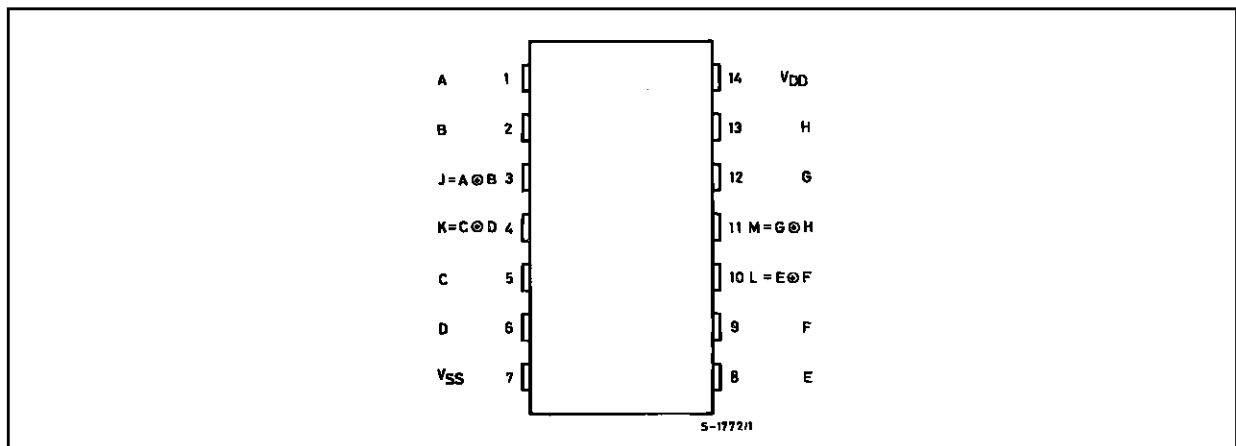 A 1 14 VDD
B 2 13 H
J=A⊕B 3 12 G
K=C⊕D 4 11 M=G⊕H
C 5 10 L=E⊕F
D 6 9 F
VSS 7 8 E
S-1772/1